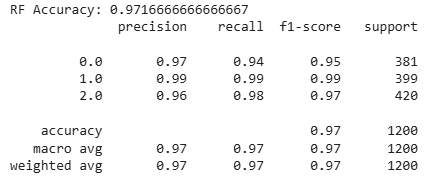 RF Accuracy: 0.9716666666666667
precision recall f1-score support
0.0 0.97 0.94 0.95 381
1.0 0.99 0.99 0.99 399
2.0 0.96 0.98 0.97 420
accuracy 0.97 1200
macro avg 0.97 0.97 0.97 1200
weighted avg 0.97 0.97 0.97 1200